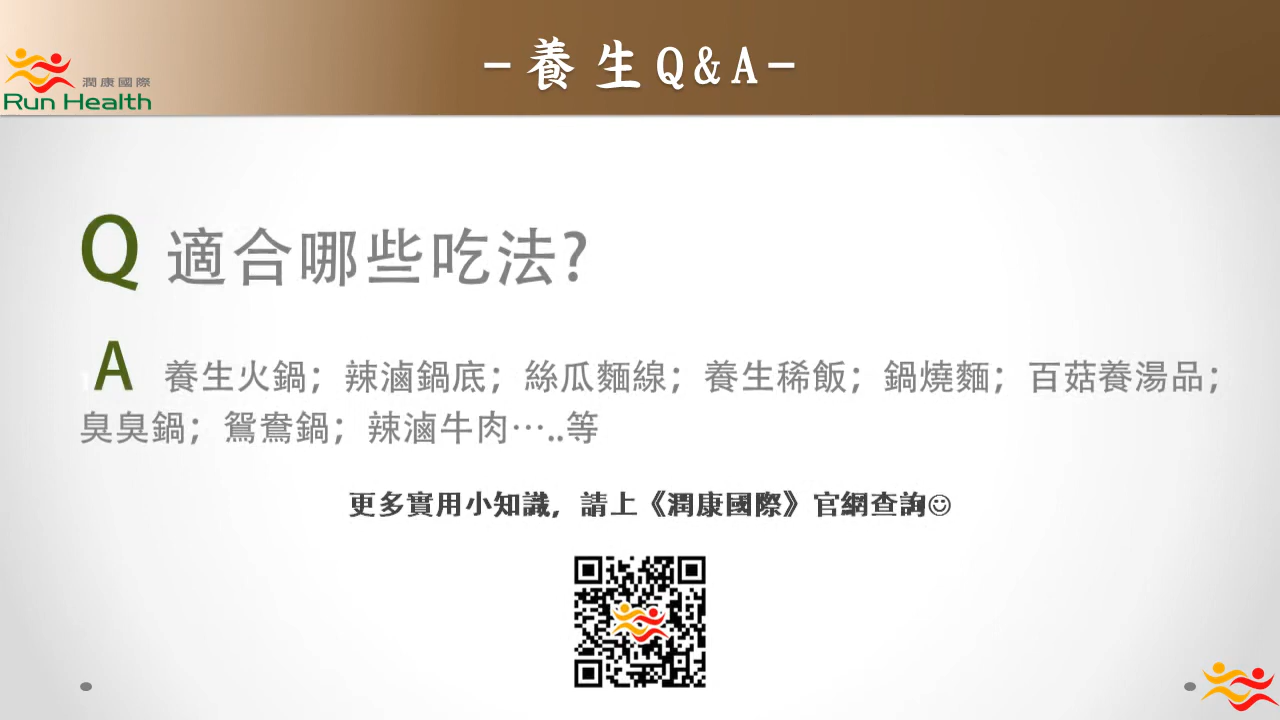 -養生Q&A-
潤康國際
Run Health
Q 適合哪些吃法?
A 養生火鍋；辣滷鍋底；絲瓜麵線；養生稀飯；鍋燒麵；百菇養湯品；
臭臭鍋；鴛鴦鍋；辣滷牛肉…..等
更多實用小知識，請上《潤康國際》官網查詢☺